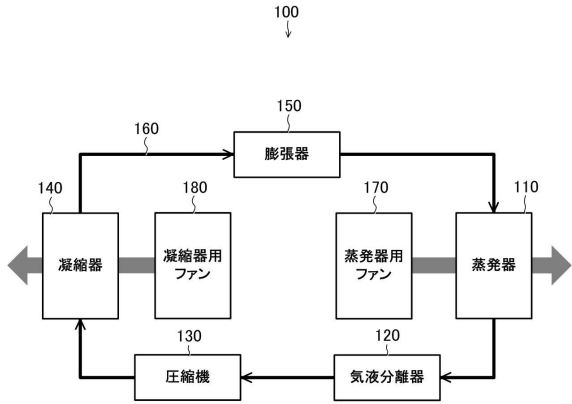 100
150
160
膨張器
140
180
170
110
凝縮器
凝縮器用
ファン
蒸発器用
ファン
蒸発器
130
120
圧縮機
気液分離器